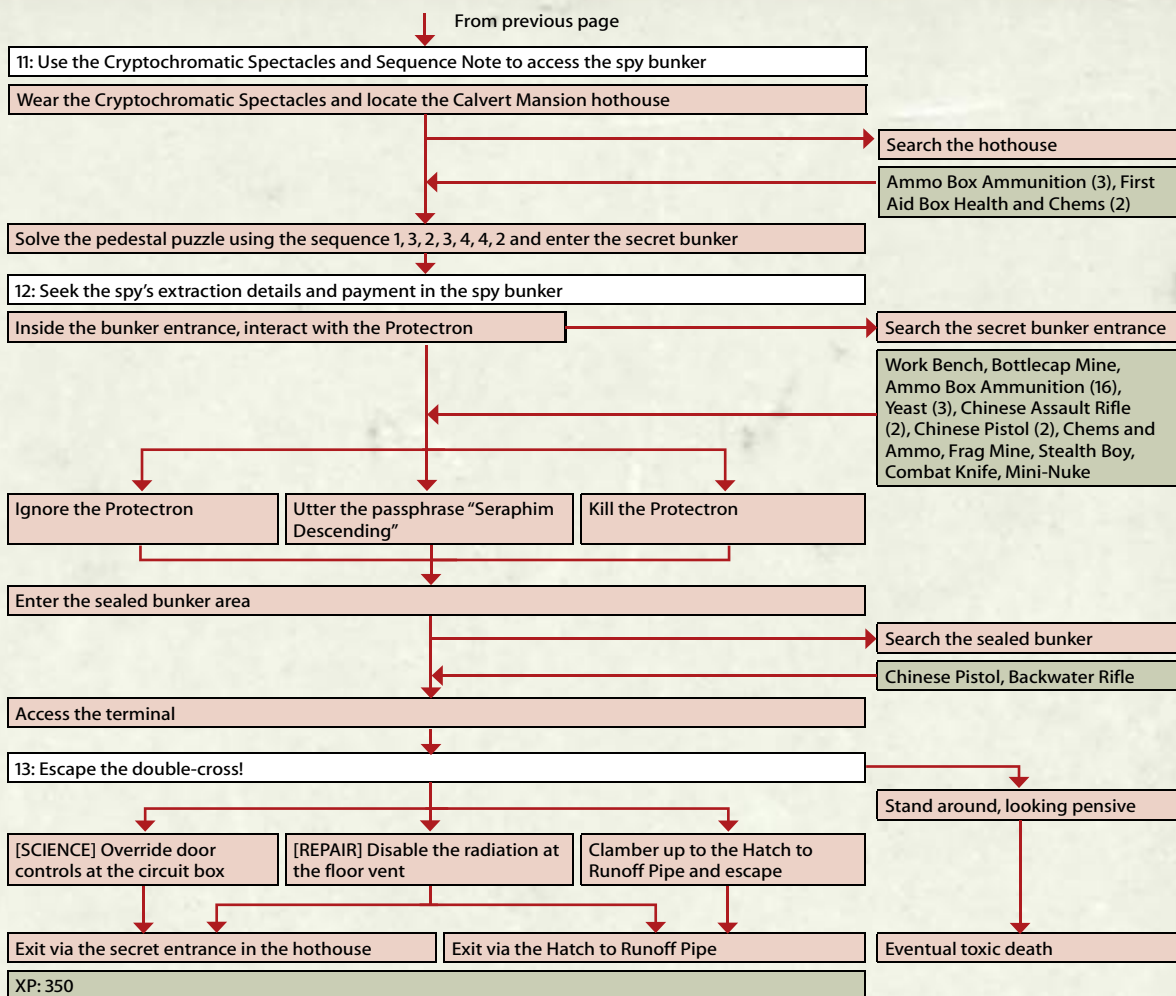 From previous page
11: Use the Cryptochromatic Spectacles and Sequence Note to access the spy bunker
Wear the Cryptochromatic Spectacles and locate the Calvert Mansion hothouse
Search the hothouse
Ammo Box Ammunition (3), First
Aid Box Health and Chems (2)
Solve the pedestal puzzle using the sequence 1, 3, 2, 3, 4, 4, 2 and enter the secret bunker
12: Seek the spy's extraction details and payment in the spy bunker
Inside the bunker entrance, interact with the Protectron
Search the secret bunker entrance
Work Bench, Bottlecap Mine,
Ammo Box Ammunition (16),
Yeast (3), Chinese Assault Rifle
(2), Chinese Pistol (2), Chems and
Ammo, Frag Mine, Stealth Boy,
Combat Knife, Mini-Nuke
Ignore the Protectron
Utter the passphrase “Seraphim
Descending”
Kill the Protectron
Enter the sealed bunker area
Search the sealed bunker
Chinese Pistol, Backwater Rifle
Access the terminal
13: Escape the double-cross!
Stand around, looking pensive
[SCIENCE] Override door
controls at the circuit box
[REPAIR] Disable the radiation at
the floor vent
Clamber up to the Hatch to
Runoff Pipe and escape
Exit via the secret entrance in the hothouse
Exit via the Hatch to Runoff Pipe
Eventual toxic death
XP: 350